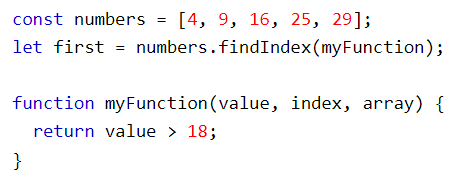 const numbers = [4, 9, 16, 25, 29];
let first = numbers.findIndex(myFunction);

function myFunction(value, index, array) {
  return value > 18;
}